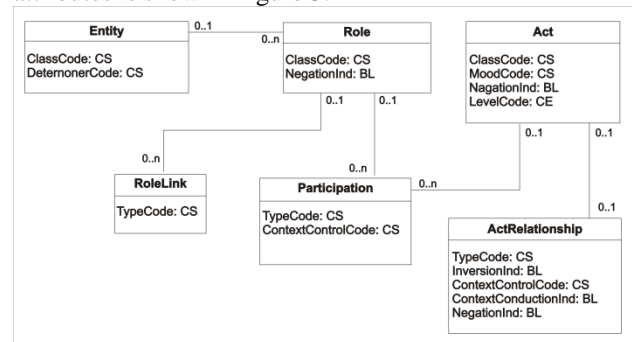 Entity
ClassCode: CS
DeternonerCode: CS
0..1
0..n
Role
ClassCode: CS
NegationInd: BL
Act
ClassCode: CS
MoodCode: CS
NagationInd: BL
LevelCode: CE
0..1
0..1
0..1
0..1
0..n
0..n
0..n
0..1
RoleLink
TypeCode: CS
Participation
TypeCode: CS
ContextControlCode: CS
ActRelationship
TypeCode: CS
InversionInd: BL
ContextControlCode: CS
ContextConductionInd: BL
NegationInd: BL